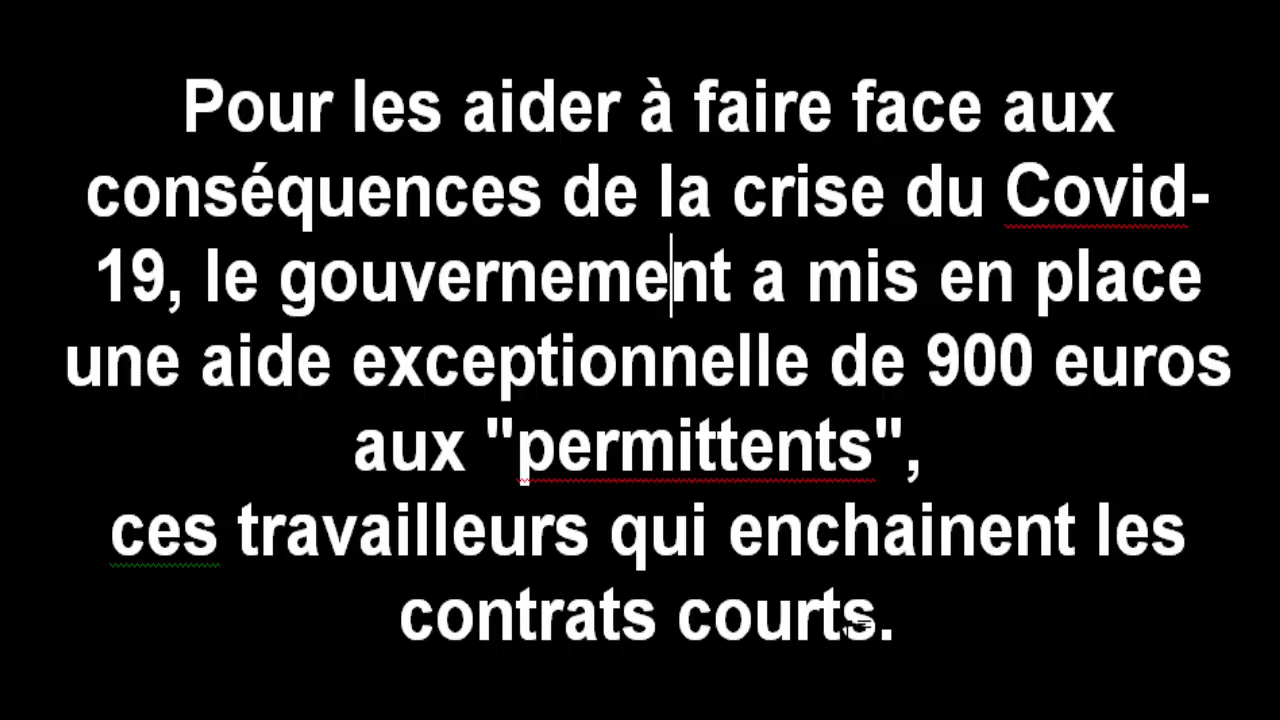 Pour les aider à faire face aux
conséquences de la crise du Covid-
19, le gouvernement a mis en place
une aide exceptionnelle de 900 euros
aux "permittents",
ces travailleurs qui enchainent les
contrats courts.